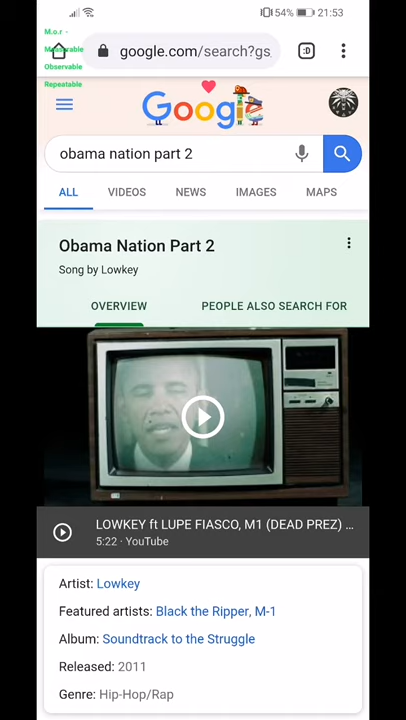 54% 21:53
M.o.r -
Measurable
Observable
Repeatable
google.com/search?gs
:D
Google
obama nation part 2
ALL VIDEOS NEWS IMAGES MAPS
Obama Nation Part 2
Song by Lowkey
OVERVIEW PEOPLE ALSO SEARCH FOR
LOWKEY ft LUPE FIASCO, M1 (DEAD PREZ) ...
5:22 · YouTube
Artist: Lowkey
Featured artists: Black the Ripper, M-1
Album: Soundtrack to the Struggle
Released: 2011
Genre: Hip-Hop/Rap